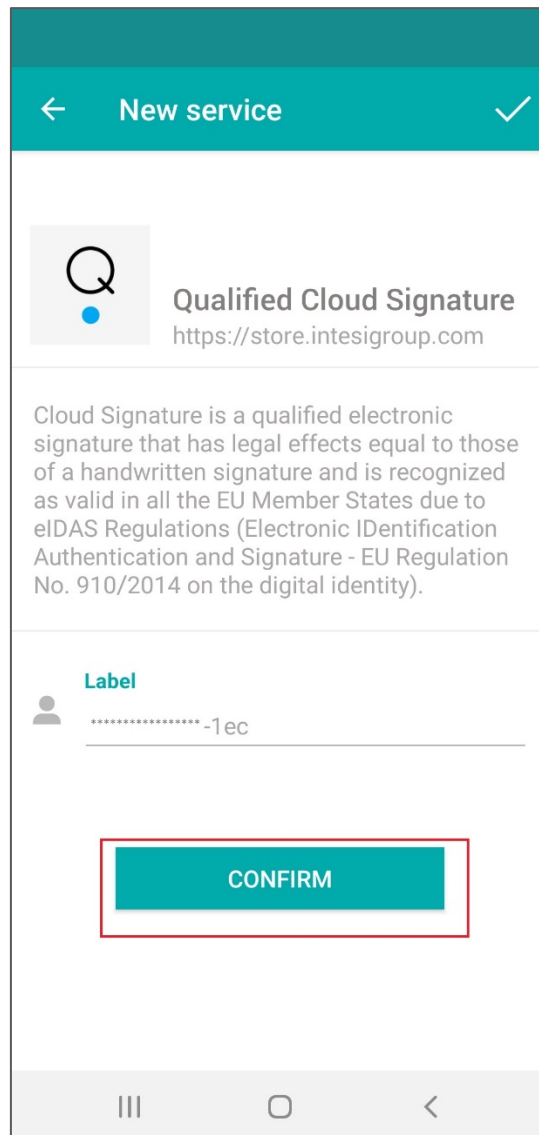 New service
Q
Qualified Cloud Signature
https://store.intesigroup.com
Cloud Signature is a qualified electronic
signature that has legal effects equal to those
of a handwritten signature and is recognized
as valid in all the EU Member States due to
eIDAS Regulations (Electronic IDentification
Authentication and Signature - EU Regulation
No. 910/2014 on the digital identity).
Label
*****************-1ec
CONFIRM